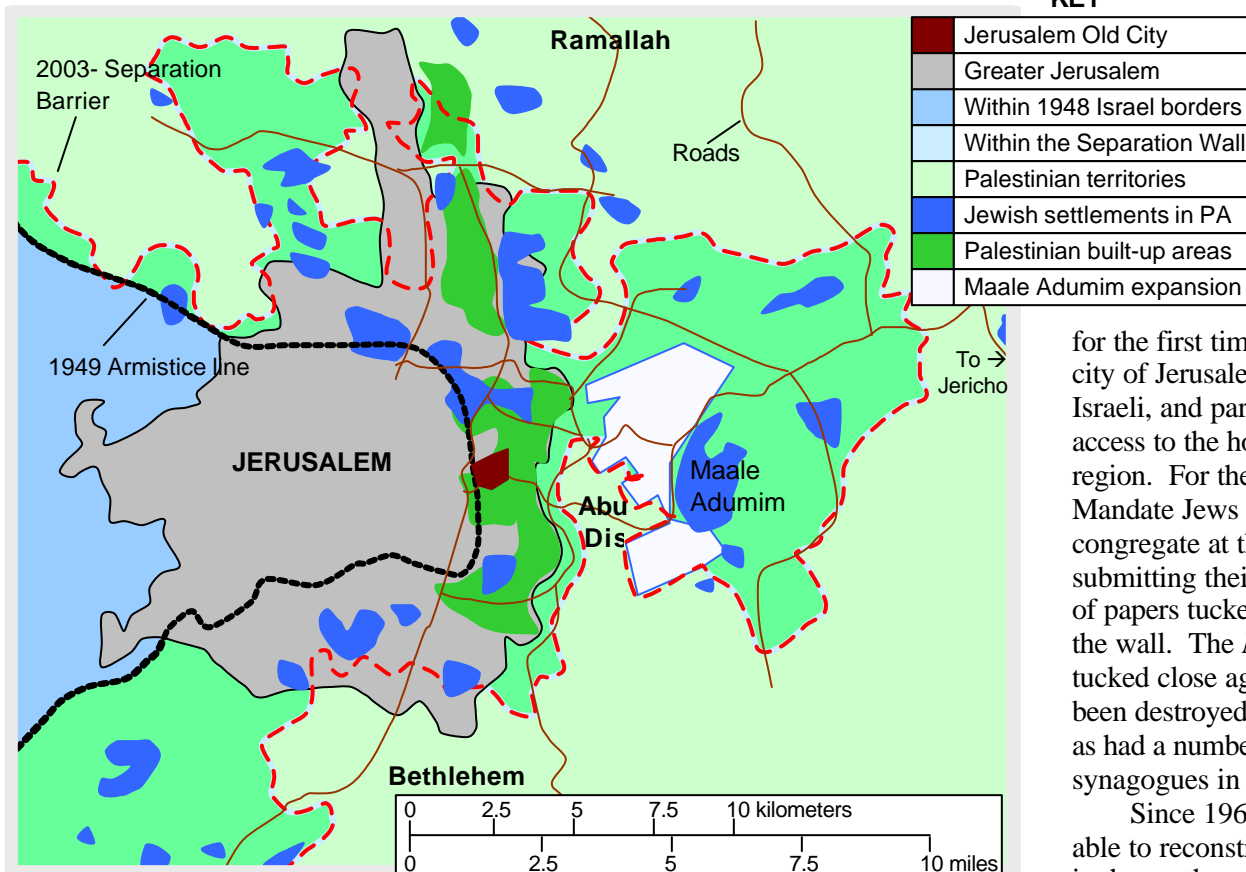 KEY
Jerusalem Old City
Greater Jerusalem
Within 1948 Israel borders
Within the Separation Wall
Palestinian territories
Jewish settlements in PA
Palestinian built-up areas
Maale Adumim expansion
Ramallah
2003- Separation
Barrier
Roads
1949 Armistice line
To →
Jericho
JERUSALEM
Maale
Adumim
Abu
Dis
Bethlehem
0 2.5 5 7.5 10 kilometers
0 2.5 5 7.5 10 miles
for the first tim
city of Jerusale
Israeli, and par
access to the ho
region. For the
Mandate Jews
congregate at th
submitting thei
of papers tucke
the wall. The A
tucked close ag
been destroyed
as had a numbe
synagogues in
Since 196
able to reconstr